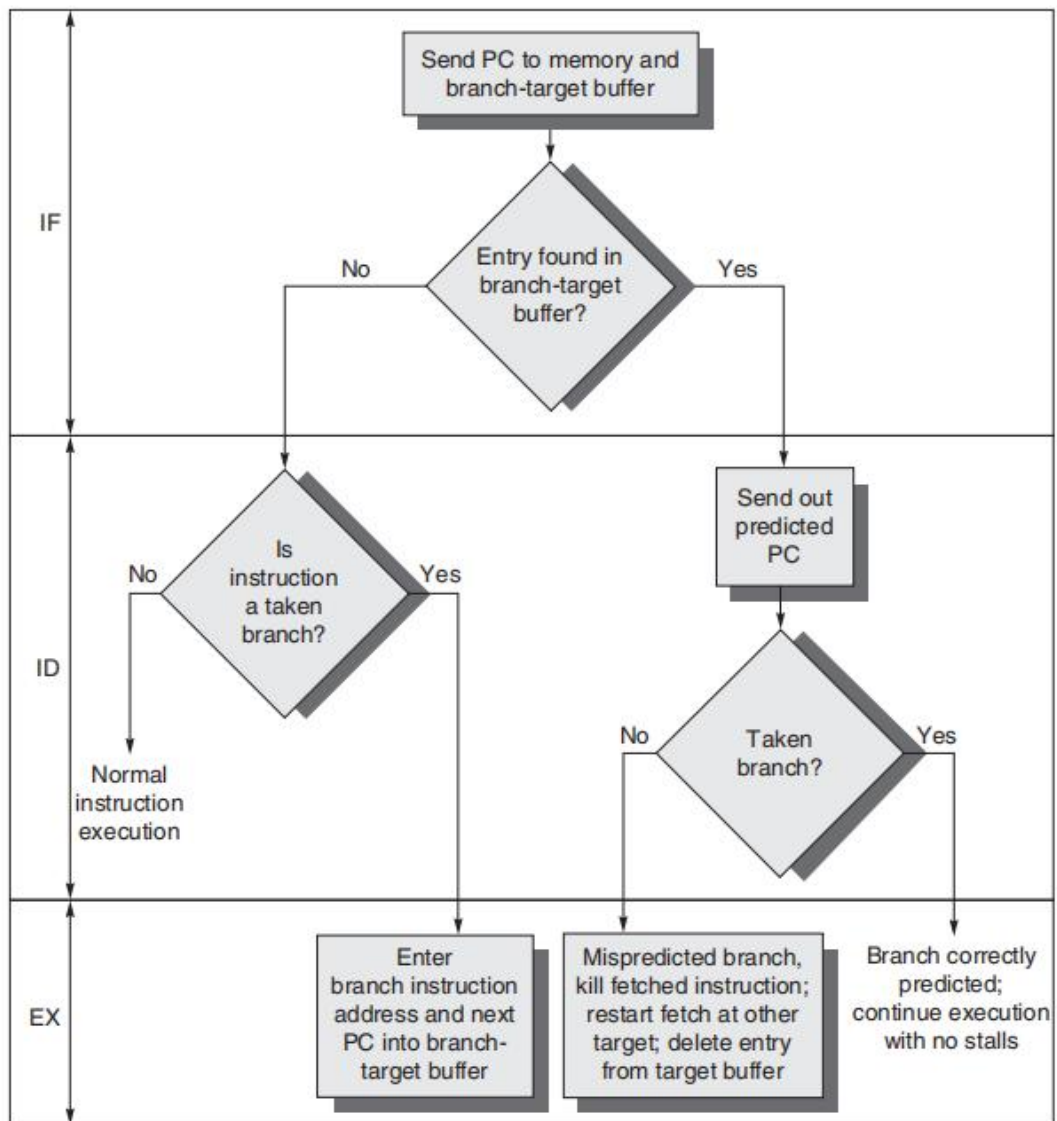 Send PC to memory and
branch-target buffer
IF
No
Entry found in
branch-target
buffer?
Yes
Is
instruction
a taken
branch?
No
Yes
Send out
predicted
PC
ID
No
Taken
branch?
Yes
Normal
instruction
execution
EX
Enter
branch instruction
address and next
PC into branch-
target buffer
Mispredicted branch,
kill fetched instruction;
restart fetch at other
target; delete entry
from target buffer
Branch correctly
predicted;
continue execution
with no stalls